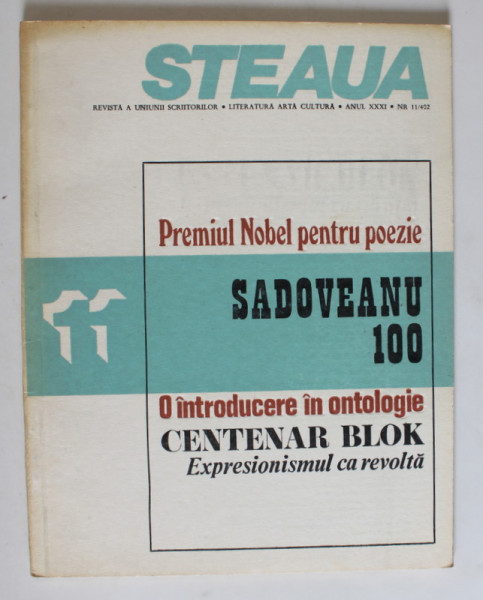 STEAUA
REVISTĂ A UNIUNII SCRIITORILOR • LITERATURĂ ARTĂ CULTURĂ • ANUL XXXI • NR 11/402
Premiul Nobel pentru poezie
11
SADOVEANU
100
O întroducere în ontologie
CENTENAR BLOK
Expresionismul ca revoltă